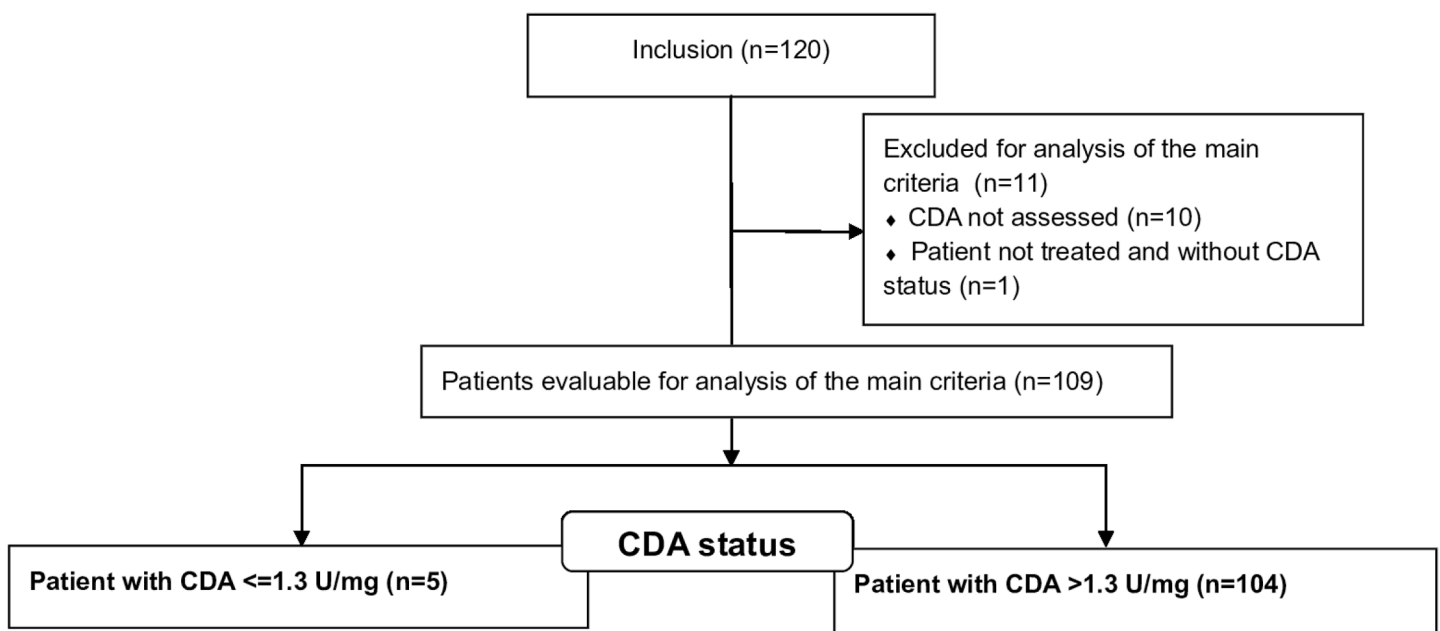 Inclusion (n=120)
Excluded for analysis of the main
criteria (n=11)
♦ CDA not assessed (n=10)
♦ Patient not treated and without CDA
status (n=1)
Patients evaluable for analysis of the main criteria (n=109)
CDA status
Patient with CDA <=1.3 U/mg (n=5)
Patient with CDA >1.3 U/mg (n=104)